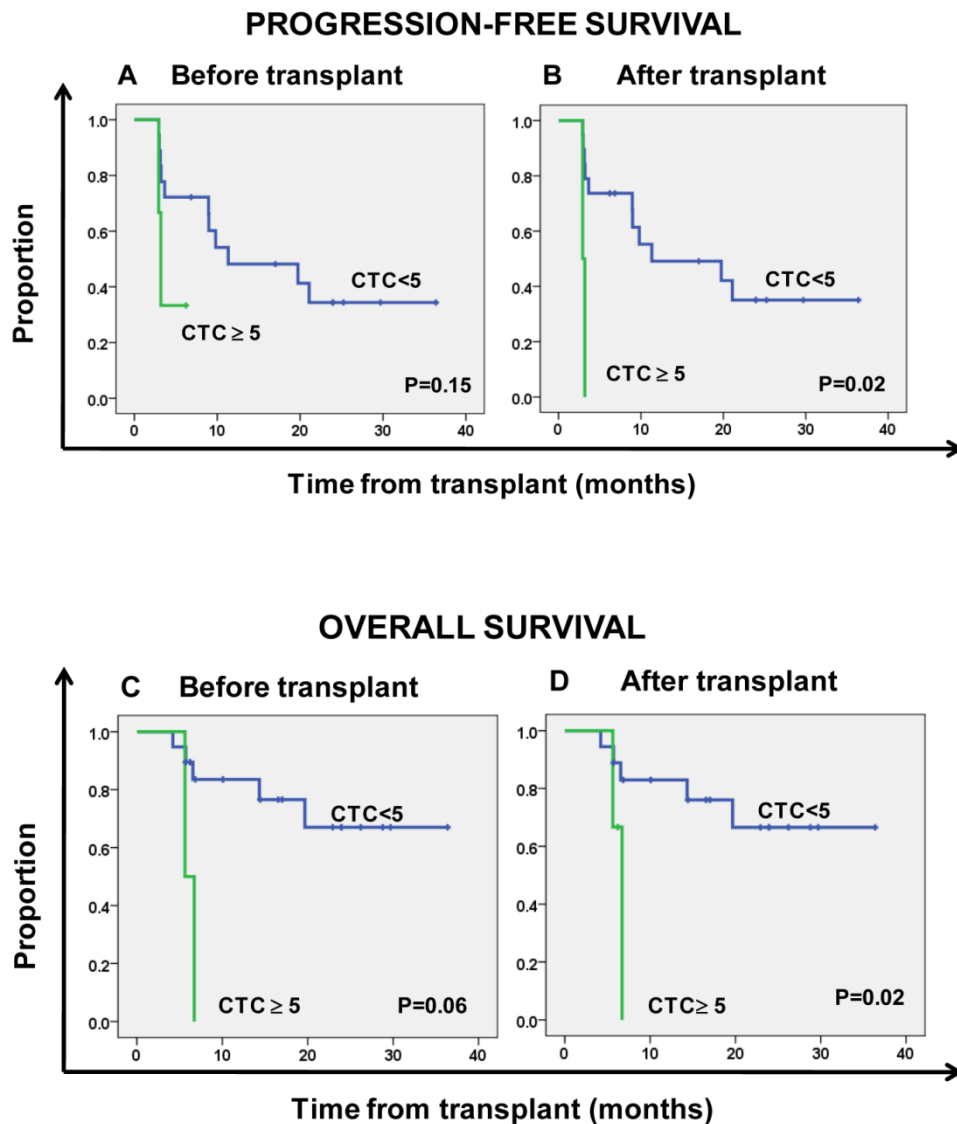 PROGRESSION-FREE SURVIVAL
A Before transplant
B After transplant
Proportion
1.0
0.8
0.6
0.4
0.2
0.0
CTC<5
CTC ≥ 5
P=0.15
0 10 20 30 40
1.0
0.8
0.6
0.4
0.2
0.0
CTC<5
CTC ≥ 5
P=0.02
0 10 20 30 40
Time from transplant (months)
OVERALL SURVIVAL
C Before transplant
D After transplant
Proportion
1.0
0.8
0.6
0.4
0.2
0.0
CTC<5
CTC ≥ 5
P=0.06
0 10 20 30 40
1.0
0.8
0.6
0.4
0.2
0.0
CTC<5
CTC≥ 5
P=0.02
0 10 20 30 40
Time from transplant (months)